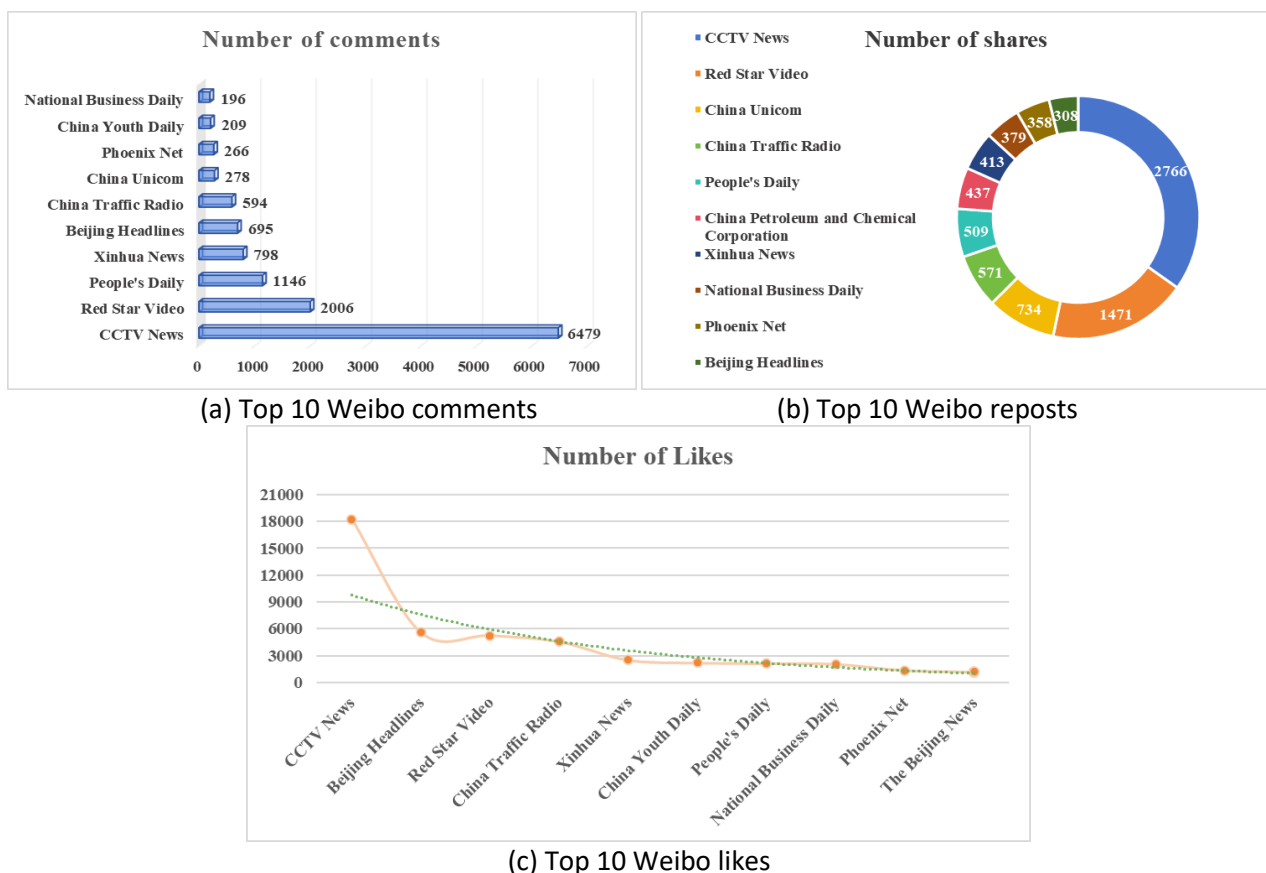 Number of comments
National Business Daily 196
China Youth Daily 209
Phoenix Net 266
China Unicom 278
China Traffic Radio 594
Beijing Headlines 695
Xinhua News 798
People's Daily 1146
Red Star Video 2006
CCTV News 6479
0 1000 2000 3000 4000 5000 6000 7000
(a) Top 10 Weibo comments
Number of shares
CCTV News
Red Star Video
China Unicom
China Traffic Radio
People's Daily
China Petroleum and Chemical
Corporation
Xinhua News
National Business Daily
Phoenix Net
Beijing Headlines
2766
1471
734
571
509
437
413
379
358
308
(b) Top 10 Weibo reposts
Number of Likes
21000
18000
15000
12000
9000
6000
3000
0
CCTV News
Beijing Headlines
Red Star Video
China Traffic Radio
Xinhua News
China Youth Daily
People's Daily
National Business Daily
Phoenix Net
The Beijing News
(c) Top 10 Weibo likes